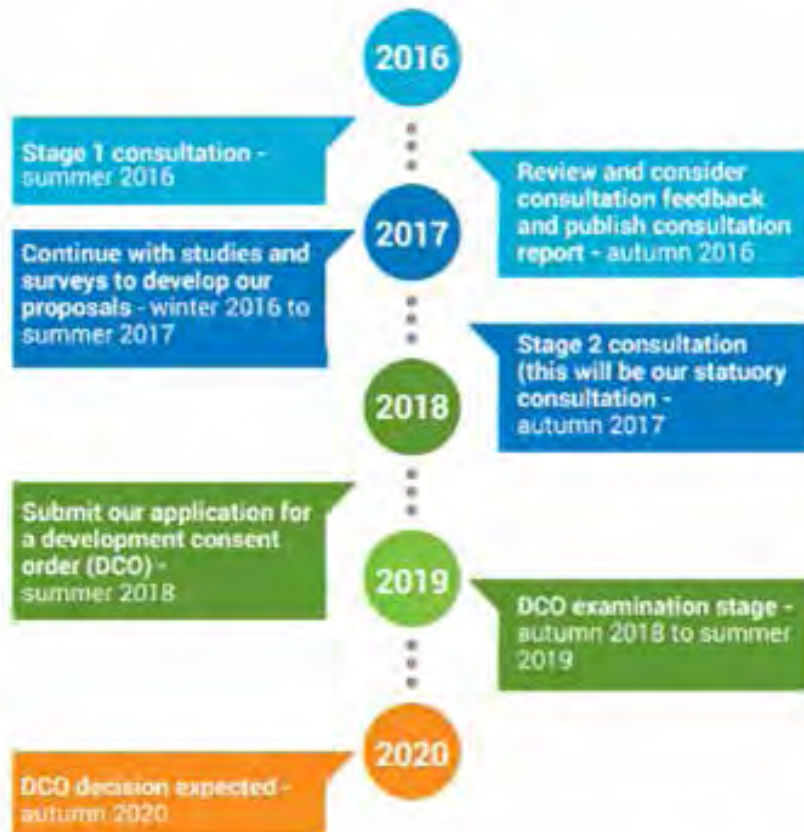 2016
Stage 1 consultation -
summer 2016
Review and consider
consultation feedback
and publish consultation
report - autumn 2016
2017
Continue with studies and
surveys to develop our
proposals - winter 2016 to
summer 2017
Stage 2 consultation
(this will be our statuory
consultation -
autumn 2017
2018
Submit our application for
a development consent
order (DCO) -
summer 2018
2019
DCO examination stage -
autumn 2018 to summer
2019
2020
DCO decision expected -
autumn 2020